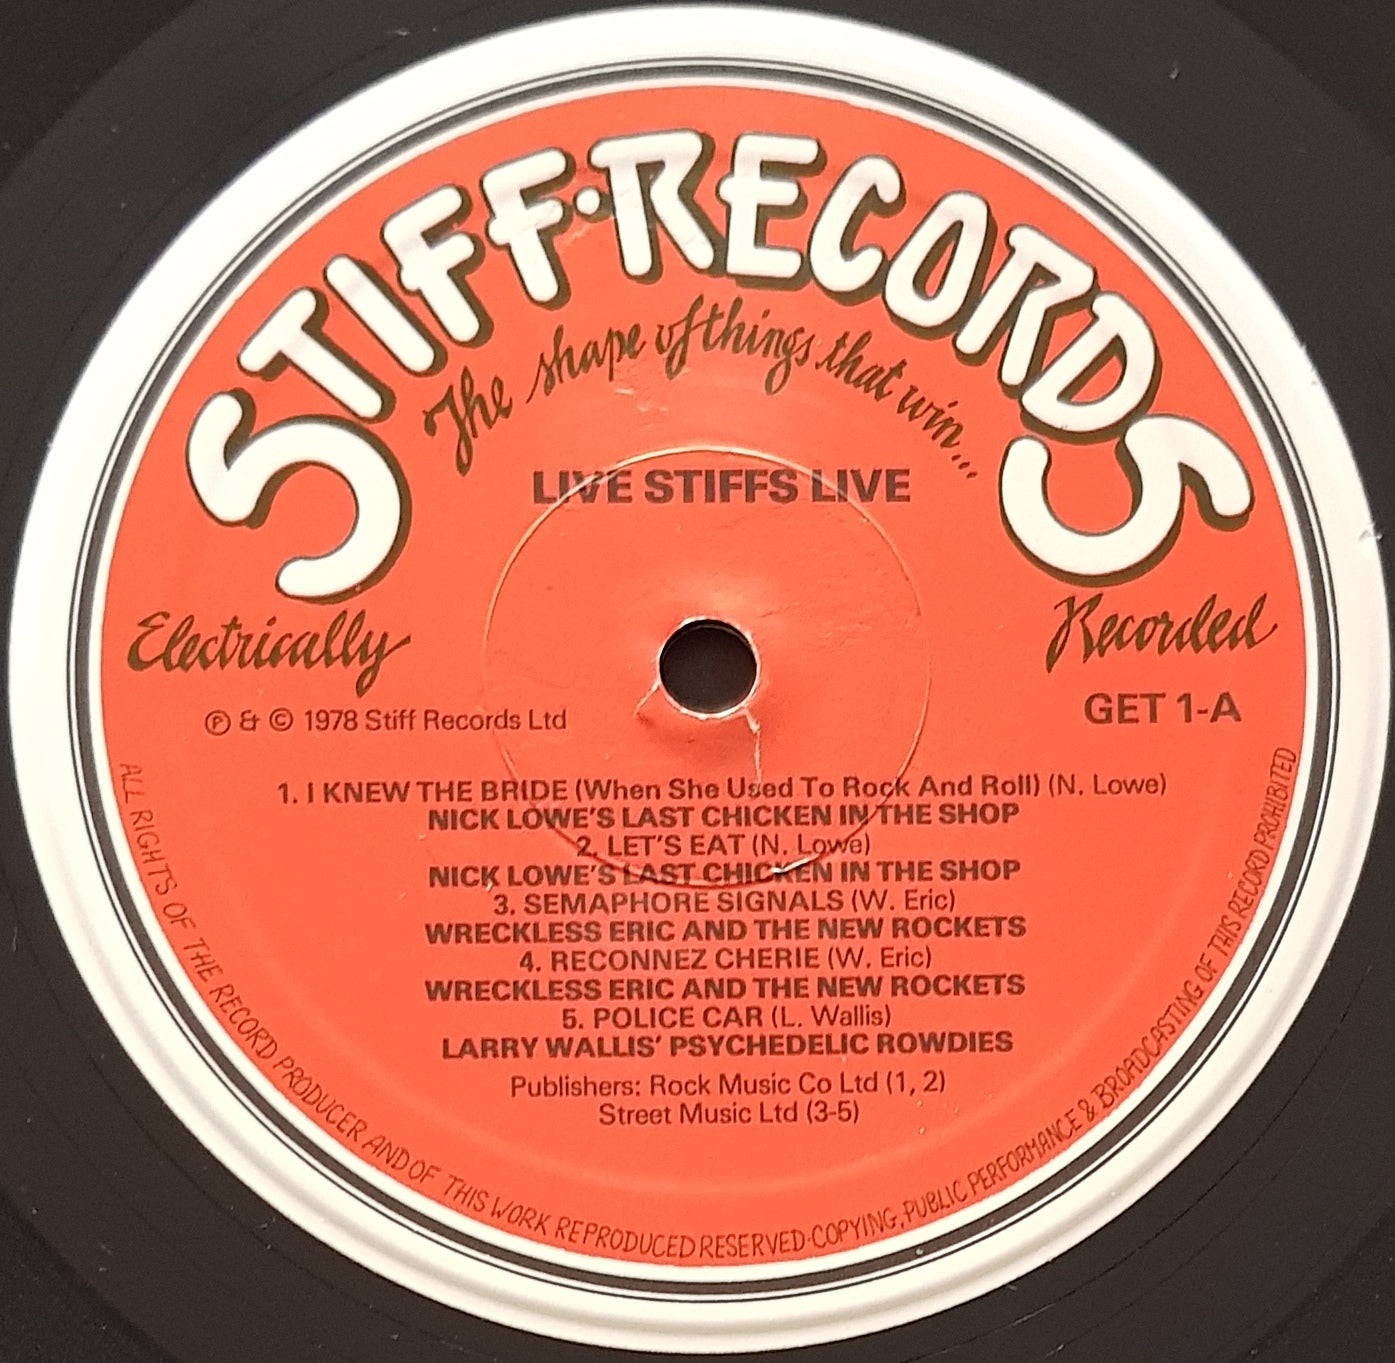 STIFF·RECORDS
The shape of things that win...
LIVE STIFFS LIVE
Electrically
Recorded
℗ & © 1978 Stiff Records Ltd
GET 1-A
1. I KNEW THE BRIDE (When She Used To Rock And Roll) (N. Lowe)
NICK LOWE'S LAST CHICKEN IN THE SHOP
2. LET'S EAT (N. Lowe)
NICK LOWE'S LAST CHICKEN IN THE SHOP
3. SEMAPHORE SIGNALS (W. Eric)
WRECKLESS ERIC AND THE NEW ROCKETS
4. RECONNEZ CHERIE (W. Eric)
WRECKLESS ERIC AND THE NEW ROCKETS
5. POLICE CAR (L. Wallis)
LARRY WALLIS' PSYCHEDELIC ROWDIES
Publishers: Rock Music Co Ltd (1, 2)
Street Music Ltd (3-5)
ALL RIGHTS OF THE RECORD PRODUCER AND OF THIS WORK REPRODUCED RESERVED·COPYING, PUBLIC PERFORMANCE & BROADCASTING OF THIS RECORD PROHIBITED